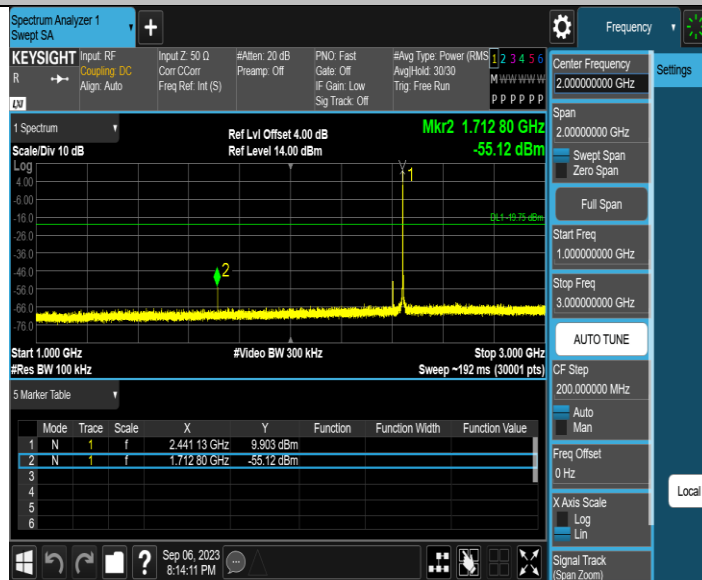 Spectrum Analyzer 1
Swept SA
+
Frequency
KEYSIGHT
R
LXI
Input: RF
Coupling: DC
Align: Auto
Input Z: 50 Ω
Corr CCorr
Freq Ref: Int (S)
#Atten: 20 dB
Preamp: Off
PNO: Fast
Gate: Off
IF Gain: Low
Sig Track: Off
#Avg Type: Power (RMS
Avg|Hold: 30/30
Trig: Free Run
1 2 3 4 5 6
M W W W W W
P P P P P P
1 Spectrum
Scale/Div 10 dB
Ref Lvl Offset 4.00 dB
Ref Level 14.00 dBm
Mkr2 1.712 80 GHz
-55.12 dBm
Log
4.00
-6.00
-16.0
-26.0
-36.0
-46.0
-56.0
-66.0
-76.0
1
DL1 -19.75 dBm
2
Start 1.000 GHz
#Res BW 100 kHz
#Video BW 300 kHz
Stop 3.000 GHz
Sweep ~192 ms (30001 pts)
5 Marker Table
Mode Trace Scale X Y Function Function Width Function Value
1 N 1 f 2.441 13 GHz 9.903 dBm
2 N 1 f 1.712 80 GHz -55.12 dBm
3
4
5
6
?
Sep 06, 2023
8:14:11 PM
Center Frequency
2.000000000 GHz
Settings
Span
2.00000000 GHz
Swept Span
Zero Span
Full Span
Start Freq
1.000000000 GHz
Stop Freq
3.000000000 GHz
AUTO TUNE
CF Step
200.000000 MHz
Auto
Man
Freq Offset
0 Hz
X Axis Scale
Log
Lin
Local
Signal Track
(Span Zoom)